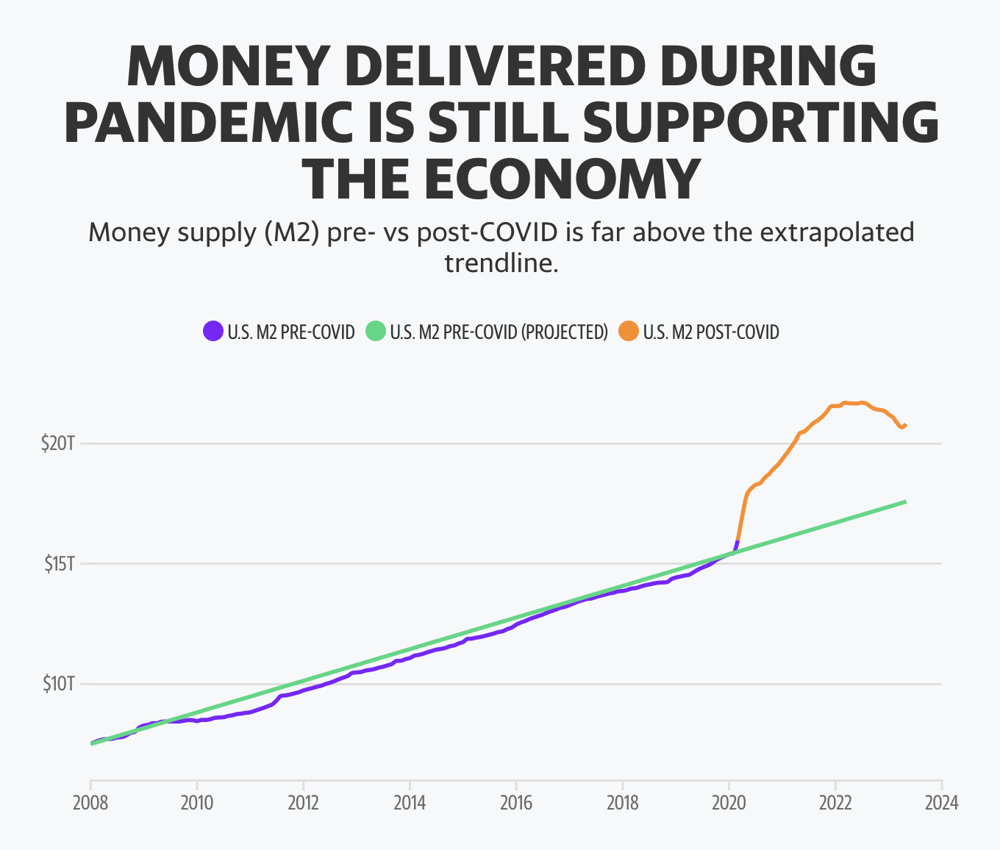 MONEY DELIVERED DURING
PANDEMIC IS STILL SUPPORTING
THE ECONOMY
Money supply (M2) pre- vs post-COVID is far above the extrapolated
trendline.
U.S. M2 PRE-COVID U.S. M2 PRE-COVID (PROJECTED) U.S. M2 POST-COVID
$20T
$15T
$10T
2008 2010 2012 2014 2016 2018 2020 2022 2024